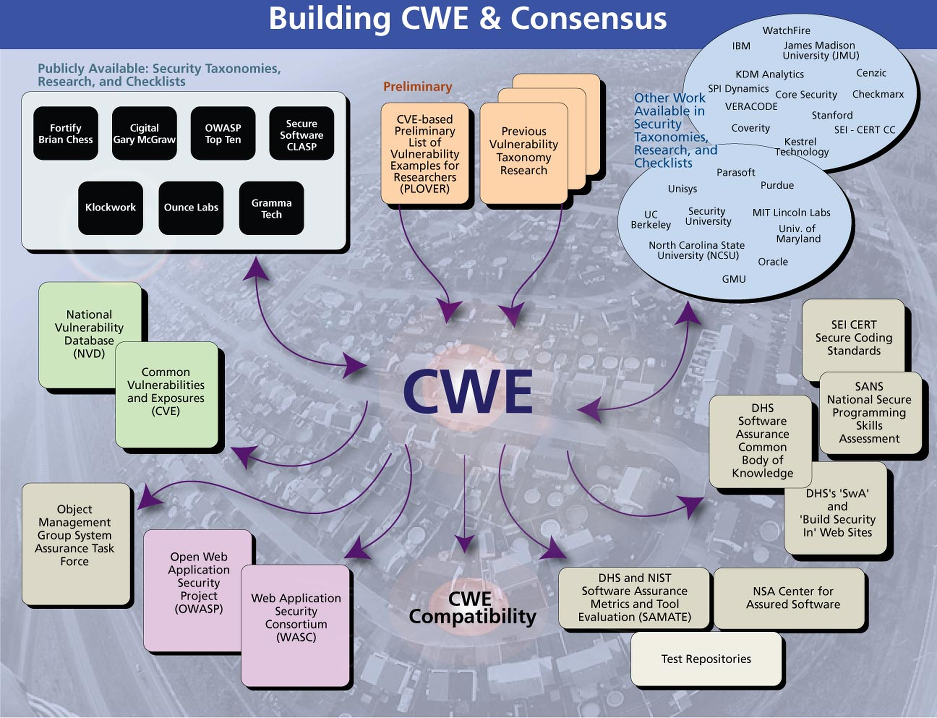 Building CWE & Consensus
Publicly Available: Security Taxonomies,
Research, and Checklists
Fortify
Brian Chess
Cigital
Gary McGraw
OWASP
Top Ten
Secure
Software
CLASP
Klockwork
Ounce Labs
Gramma
Tech
Preliminary
CVE-based
Preliminary
List of
Vulnerability
Examples for
Researchers
(PLOVER)
Previous
Vulnerability
Taxonomy
Research
Other Work
Available in
Security
Taxonomies,
Research, and
Checklists
WatchFire
IBM
James Madison
University (JMU)
KDM Analytics
Cenzic
SPI Dynamics
Core Security
Checkmarx
VERACODE
Stanford
Coverity
SEI - CERT CC
Kestrel
Technology
Parasoft
Unisys
Purdue
UC
Berkeley
Security
University
MIT Lincoln Labs
Univ. of
Maryland
North Carolina State
University (NCSU)
Oracle
GMU
National
Vulnerability
Database
(NVD)
Common
Vulnerabilities
and Exposures
(CVE)
CWE
SEI CERT
Secure Coding
Standards
SANS
National Secure
Programming
Skills
Assessment
DHS
Software
Assurance
Common
Body of
Knowledge
DHS's 'SwA'
and
'Build Security
In' Web Sites
Object
Management
Group System
Assurance Task
Force
Open Web
Application
Security
Project
(OWASP)
Web Application
Security
Consortium
(WASC)
CWE
Compatibility
DHS and NIST
Software Assurance
Metrics and Tool
Evaluation (SAMATE)
NSA Center for
Assured Software
Test Repositories